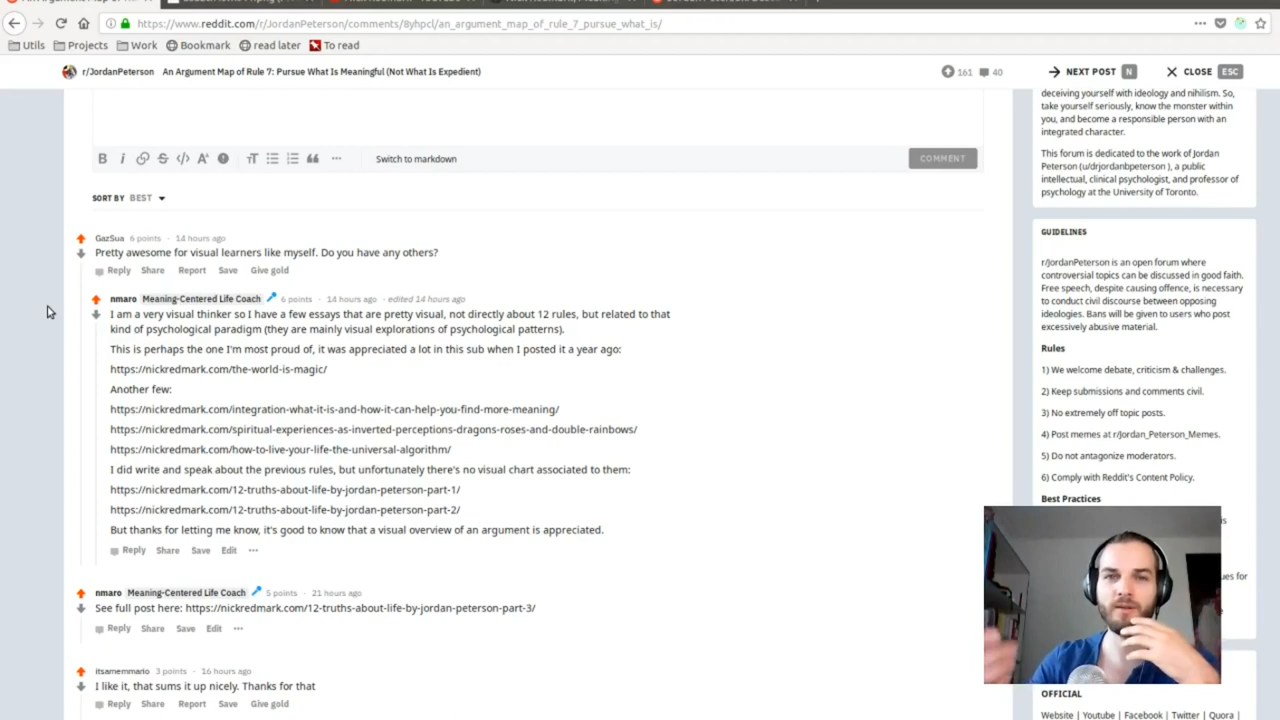 https://www.reddit.com/r/JordanPeterson/comments/8yhpcl/an_argument_map_of_rule_7_pursue_what_is/
Utils Projects Work Bookmark read later To read
r/JordanPeterson An Argument Map of Rule 7: Pursue What Is Meaningful (Not What Is Expedient) 161 40 NEXT POST N CLOSE ESC
deceiving yourself with ideology and nihilism. So,
take yourself seriously, know the monster within
you, and become a responsible person with an
integrated character.
This forum is dedicated to the work of Jordan
Peterson (u/drjordanbpeterson ), a public
intellectual, clinical psychologist, and professor of
psychology at the University of Toronto.
Switch to markdown
COMMENT
SORT BY BEST
GazSua 6 points · 14 hours ago
Pretty awesome for visual learners like myself. Do you have any others?
Reply Share Report Save Give gold
nmaro Meaning-Centered Life Coach 6 points · 14 hours ago · edited 14 hours ago
I am a very visual thinker so I have a few essays that are pretty visual, not directly about 12 rules, but related to that
kind of psychological paradigm (they are mainly visual explorations of psychological patterns).
This is perhaps the one I'm most proud of, it was appreciated a lot in this sub when I posted it a year ago:
https://nickredmark.com/the-world-is-magic/
Another few:
https://nickredmark.com/integration-what-it-is-and-how-it-can-help-you-find-more-meaning/
https://nickredmark.com/spiritual-experiences-as-inverted-perceptions-dragons-roses-and-double-rainbows/
https://nickredmark.com/how-to-live-your-life-the-universal-algorithm/
I did write and speak about the previous rules, but unfortunately there's no visual chart associated to them:
https://nickredmark.com/12-truths-about-life-by-jordan-peterson-part-1/
https://nickredmark.com/12-truths-about-life-by-jordan-peterson-part-2/
But thanks for letting me know, it's good to know that a visual overview of an argument is appreciated.
Reply Share Save Edit
nmaro Meaning-Centered Life Coach 5 points · 21 hours ago
See full post here: https://nickredmark.com/12-truths-about-life-by-jordan-peterson-part-3/
Reply Share Save Edit
itsamemmario 3 points · 16 hours ago
I like it, that sums it up nicely. Thanks for that
Reply Share Report Save Give gold
GUIDELINES
r/JordanPeterson is an open forum where
controversial topics can be discussed in good faith.
Free speech, despite causing offence, is necessary
to conduct civil discourse between opposing
ideologies. Bans will be given to users who post
excessively abusive material.
Rules
1) We welcome debate, criticism & challenges.
2) Keep submissions and comments civil.
3) No extremely off topic posts.
4) Post memes at r/Jordan_Peterson_Memes.
5) Do not antagonize moderators.
6) Comply with Reddit's Content Policy.
Best Practices
OFFICIAL
Website | Youtube | Facebook | Twitter | Quora |